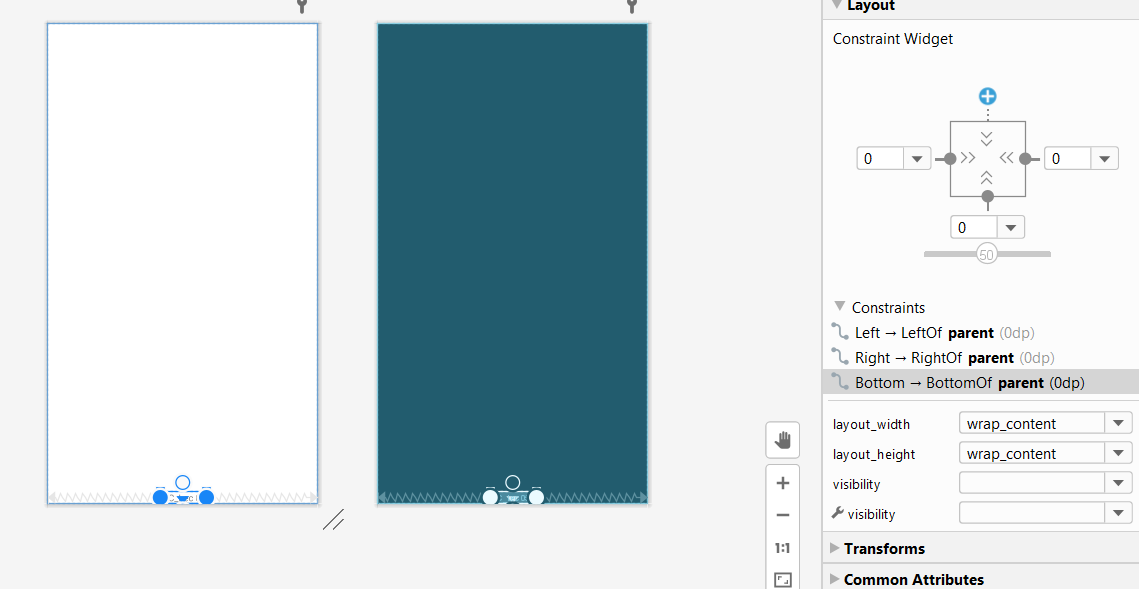 Layout
Constraint Widget
0
0
0
50
Constraints
Left → LeftOf parent (0dp)
Right → RightOf parent (0dp)
Bottom → BottomOf parent (0dp)
layout_width wrap_content
layout_height wrap_content
visibility
visibility
1:1
Transforms
Common Attributes